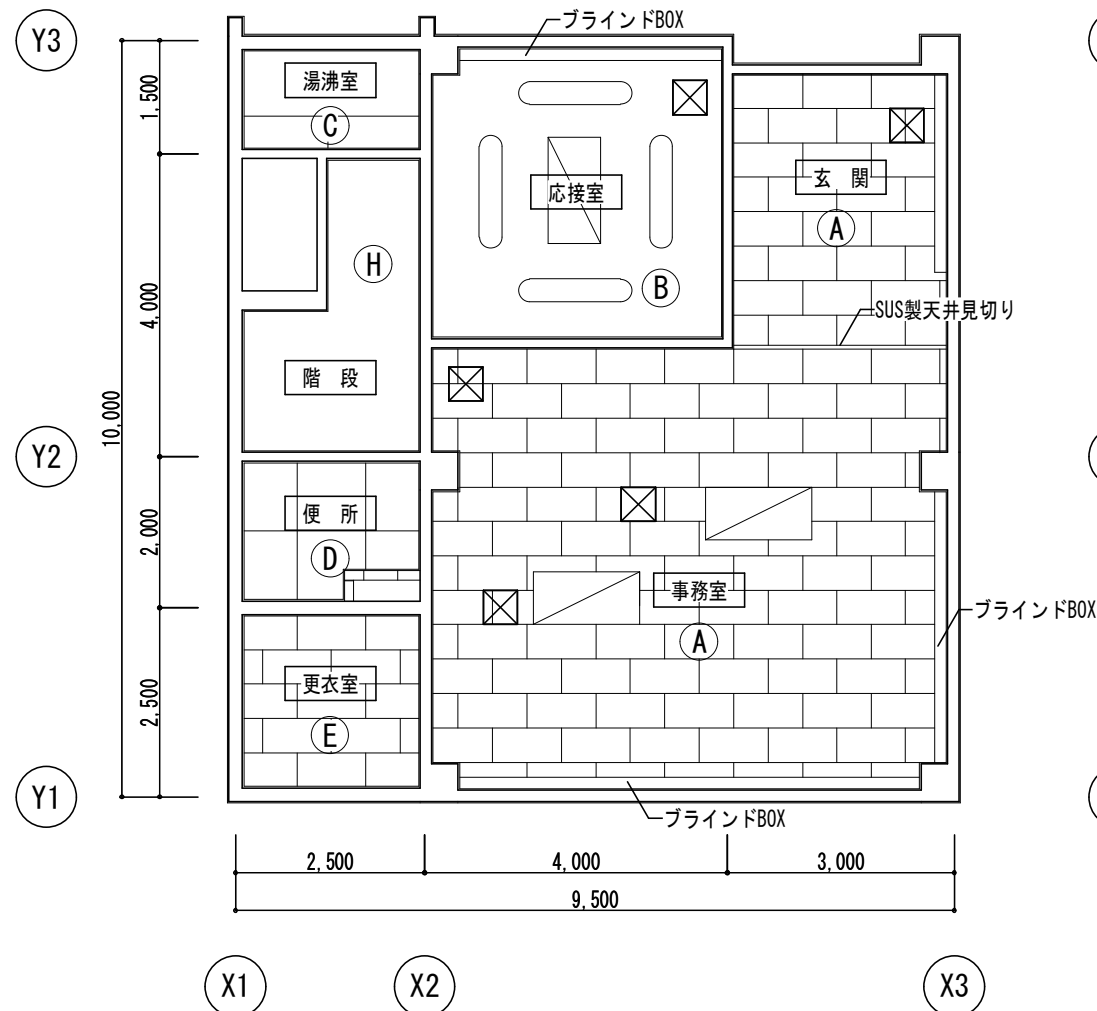 ブラインドBOX
Y3
湯沸室
C
1,500
玄 関
A
応接室
B
H
4,000
SUS製天井見切り
階 段
10,000
Y2
便 所
D
2,000
事務室
A
ブラインドBOX
更衣室
E
2,500
Y1
ブラインドBOX
2,500
4,000
3,000
9,500
X1
X2
X3